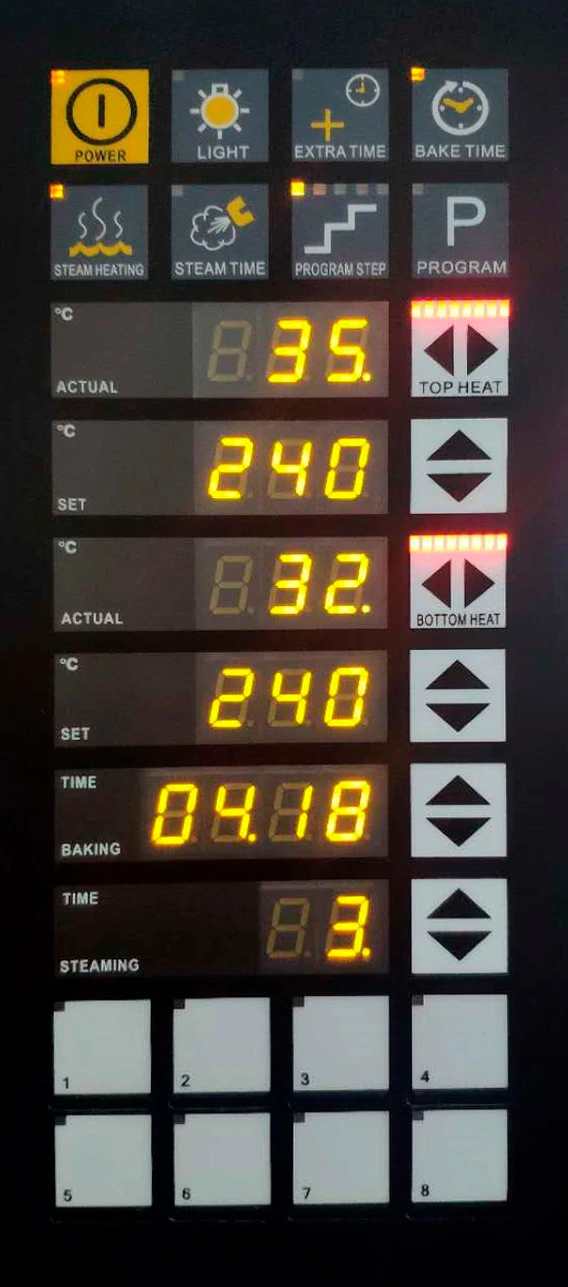 POWER LIGHT EXTRA TIME BAKE TIME
STEAM HEATING STEAM TIME PROGRAM STEP P PROGRAM
°C
35.
ACTUAL
TOP HEAT
°C
240
SET
°C
32.
ACTUAL
BOTTOM HEAT
°C
240
SET
TIME
04.18
BAKING
TIME
3.
STEAMING
1 2 3 4
5 6 7 8